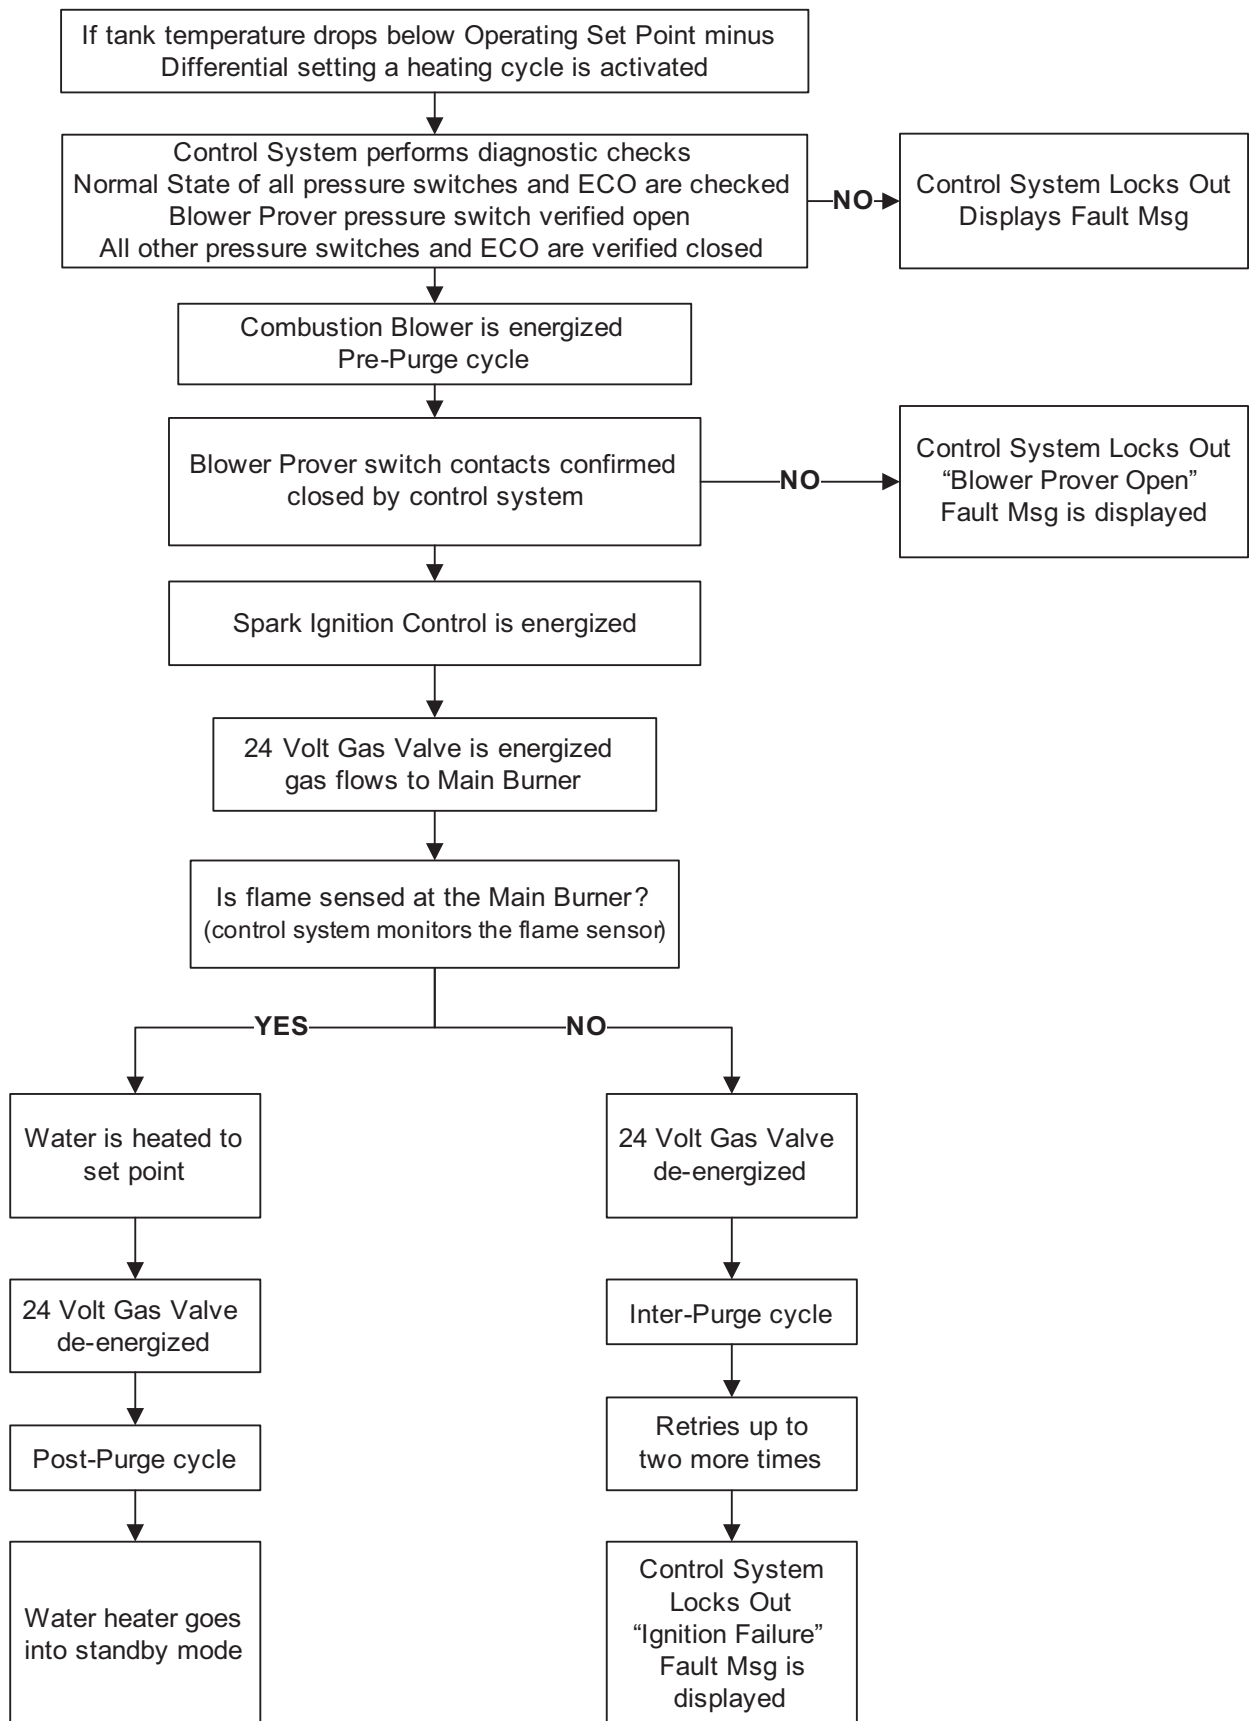 If tank temperature drops below Operating Set Point minus
Differential setting a heating cycle is activated
Control System performs diagnostic checks
Normal State of all pressure switches and ECO are checked
Blower Prover pressure switch verified open
All other pressure switches and ECO are verified closed
NO
Control System Locks Out
Displays Fault Msg
Combustion Blower is energized
Pre-Purge cycle
Blower Prover switch contacts confirmed
closed by control system
NO
Control System Locks Out
“Blower Prover Open”
Fault Msg is displayed
Spark Ignition Control is energized
24 Volt Gas Valve is energized
gas flows to Main Burner
Is flame sensed at the Main Burner?
(control system monitors the flame sensor)
YES
NO
Water is heated to
set point
24 Volt Gas Valve
de-energized
Post-Purge cycle
Water heater goes
into standby mode
24 Volt Gas Valve
de-energized
Inter-Purge cycle
Retries up to
two more times
Control System
Locks Out
“Ignition Failure”
Fault Msg is
displayed